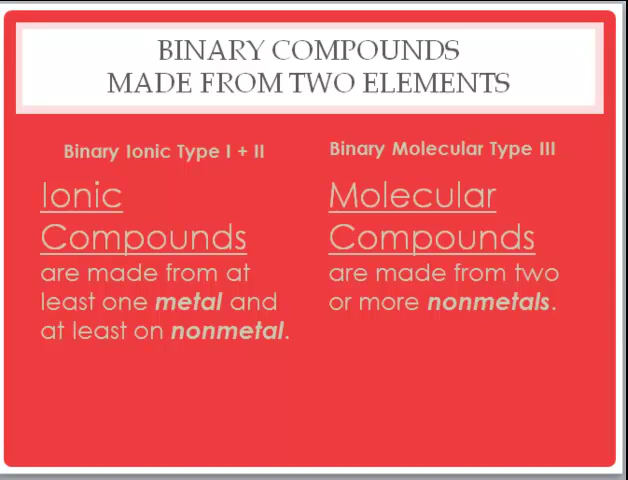 BINARY COMPOUNDS
MADE FROM TWO ELEMENTS
Binary Ionic Type I + II
Ionic
Compounds
are made from at
least one metal and
at least on nonmetal.
Binary Molecular Type III
Molecular
Compounds
are made from two
or more nonmetals.